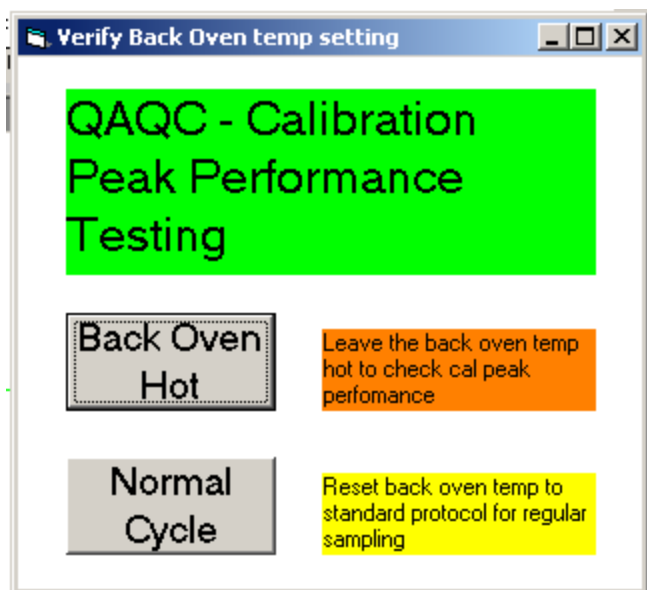 Verify Back Oven temp setting
QAQC - Calibration
Peak Performance
Testing
Back Oven
Hot
Leave the back oven temp
hot to check cal peak
perfomance
Normal
Cycle
Reset back oven temp to
standard protocol for regular
sampling